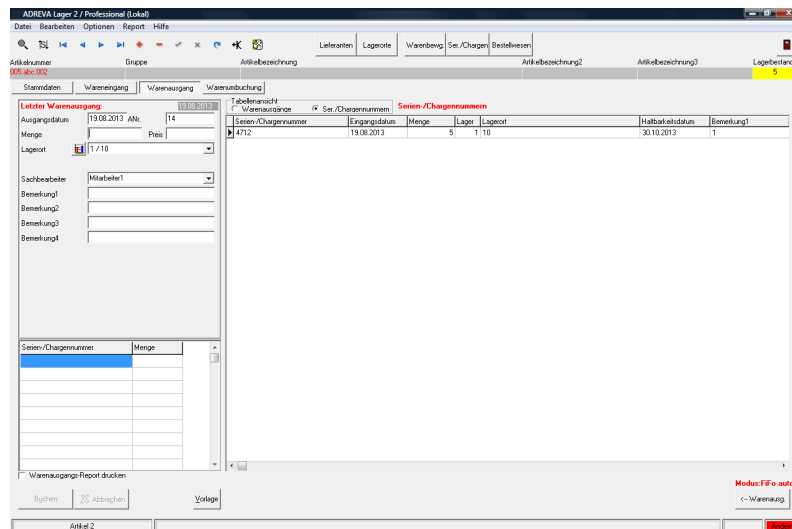 ADREVA Lager 2 / Professional (Lokal)
Datei Bearbeiten Optionen Report Hilfe
Lieferanten Lagerorte Warenbewg. Ser./Chargen Bestellwesen
Artikelnummer Gruppe Artikelbezeichnung Artikelbezeichnung2 Artikelbezeichnung3 Lagerbestand
005.abc.002 5
Stammdaten Wareneingang Warenausgang Warenumbuchung
Letzter Warenausgang: 19.08.2013
Ausgangsdatum 19.08.2013 ANr. 14
Menge Preis
Lagerort 1 / 10
Sachbearbeiter Mitarbeiter1
Bemerkung1
Bemerkung2
Bemerkung3
Bemerkung4
Tabellenansicht
Warenausgänge Ser./Chargennummern Serien-/Chargennummern
Serien-/Chargennummer Eingangsdatum Menge Lager Lagerort Haltbarkeitsdatum Bemerkung1
4712 19.08.2013 5 1 10 30.10.2013 1
Serien-/Chargennummer Menge
Warenausgangs-Report drucken
Buchen Abbrechen Vorlage
Modus:FiFo auto
<-- Warenausg.
Artikel 2